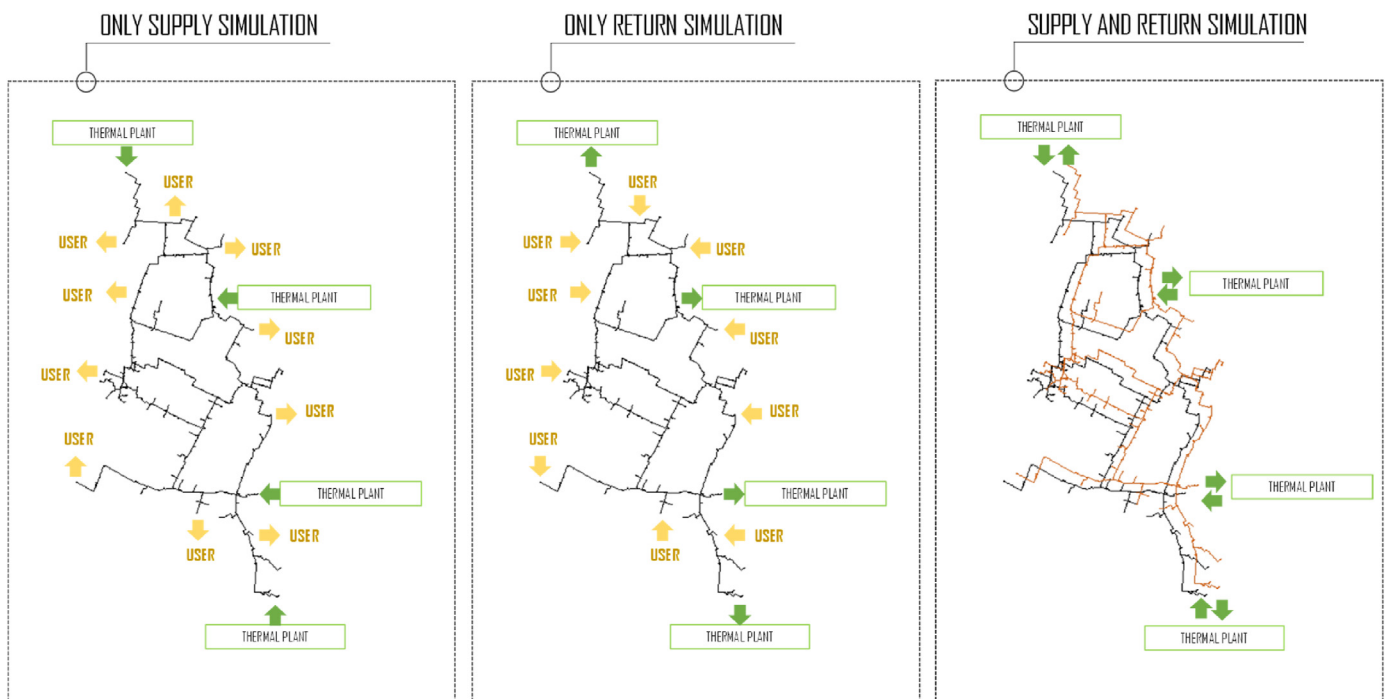 ONLY SUPPLY SIMULATION
THERMAL PLANT
USER
USER
USER
USER
THERMAL PLANT
USER
USER
USER
USER
THERMAL PLANT
USER
USER
THERMAL PLANT
ONLY RETURN SIMULATION
THERMAL PLANT
USER
USER
USER
USER
THERMAL PLANT
USER
USER
USER
USER
THERMAL PLANT
USER
USER
THERMAL PLANT
SUPPLY AND RETURN SIMULATION
THERMAL PLANT
THERMAL PLANT
THERMAL PLANT
THERMAL PLANT